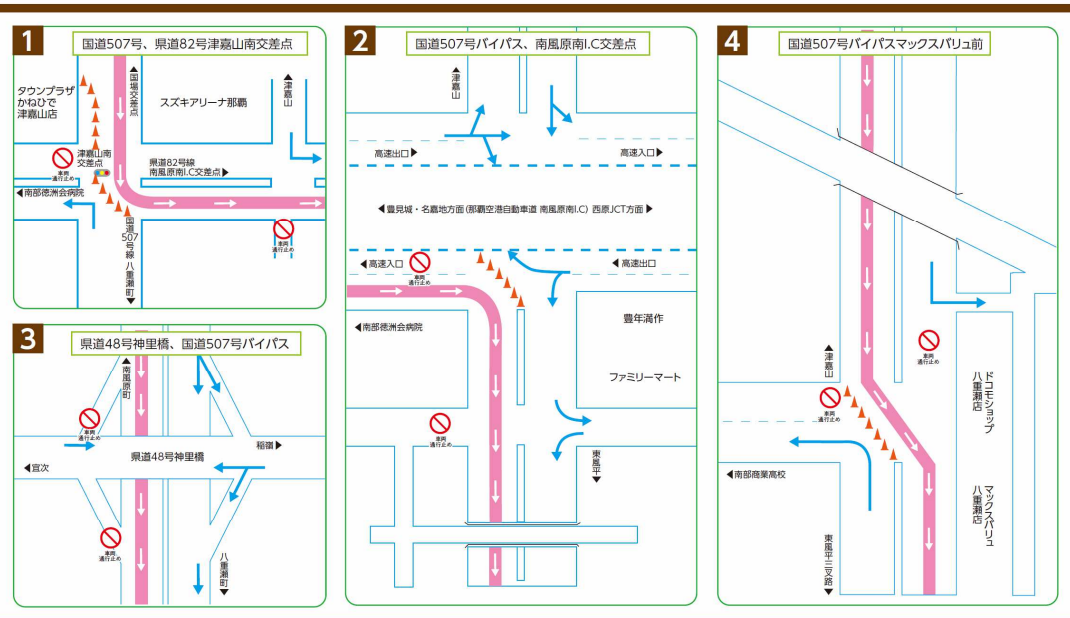 1
国道507号、県道82号津嘉山南交差点
タウンプラザ
かねひで
津嘉山店
▲国場交差点
スズキアリーナ那覇
▲津嘉山
車両
通行止め
津嘉山南
交差点
県道82号線
南風原南I.C交差点▶
◀南部徳洲会病院
国道507号線 八重瀬町▼
車両
通行止め
2
国道507号バイパス、南風原南I.C交差点
▲津嘉山
高速出口▶
高速入口▶
◀豊見城・名嘉地方面(那覇空港自動車道 南風原南I.C) 西原JCT方面▶
◀高速入口
車両
通行止め
◀高速出口
◀南部徳洲会病院
豊年満作
ファミリーマート
車両
通行止め
東風平▼
3
県道48号神里橋、国道507号バイパス
▲南風原町
車両
通行止め
稲嶺▶
県道48号神里橋
◀宜次
車両
通行止め
八重瀬町▼
4
国道507号バイパスマックスバリュ前
▲津嘉山
車両
通行止め
車両
通行止め
ドコモショップ
八重瀬店
◀南部商業高校
マックスバリュ
八重瀬店
東風平三叉路▼